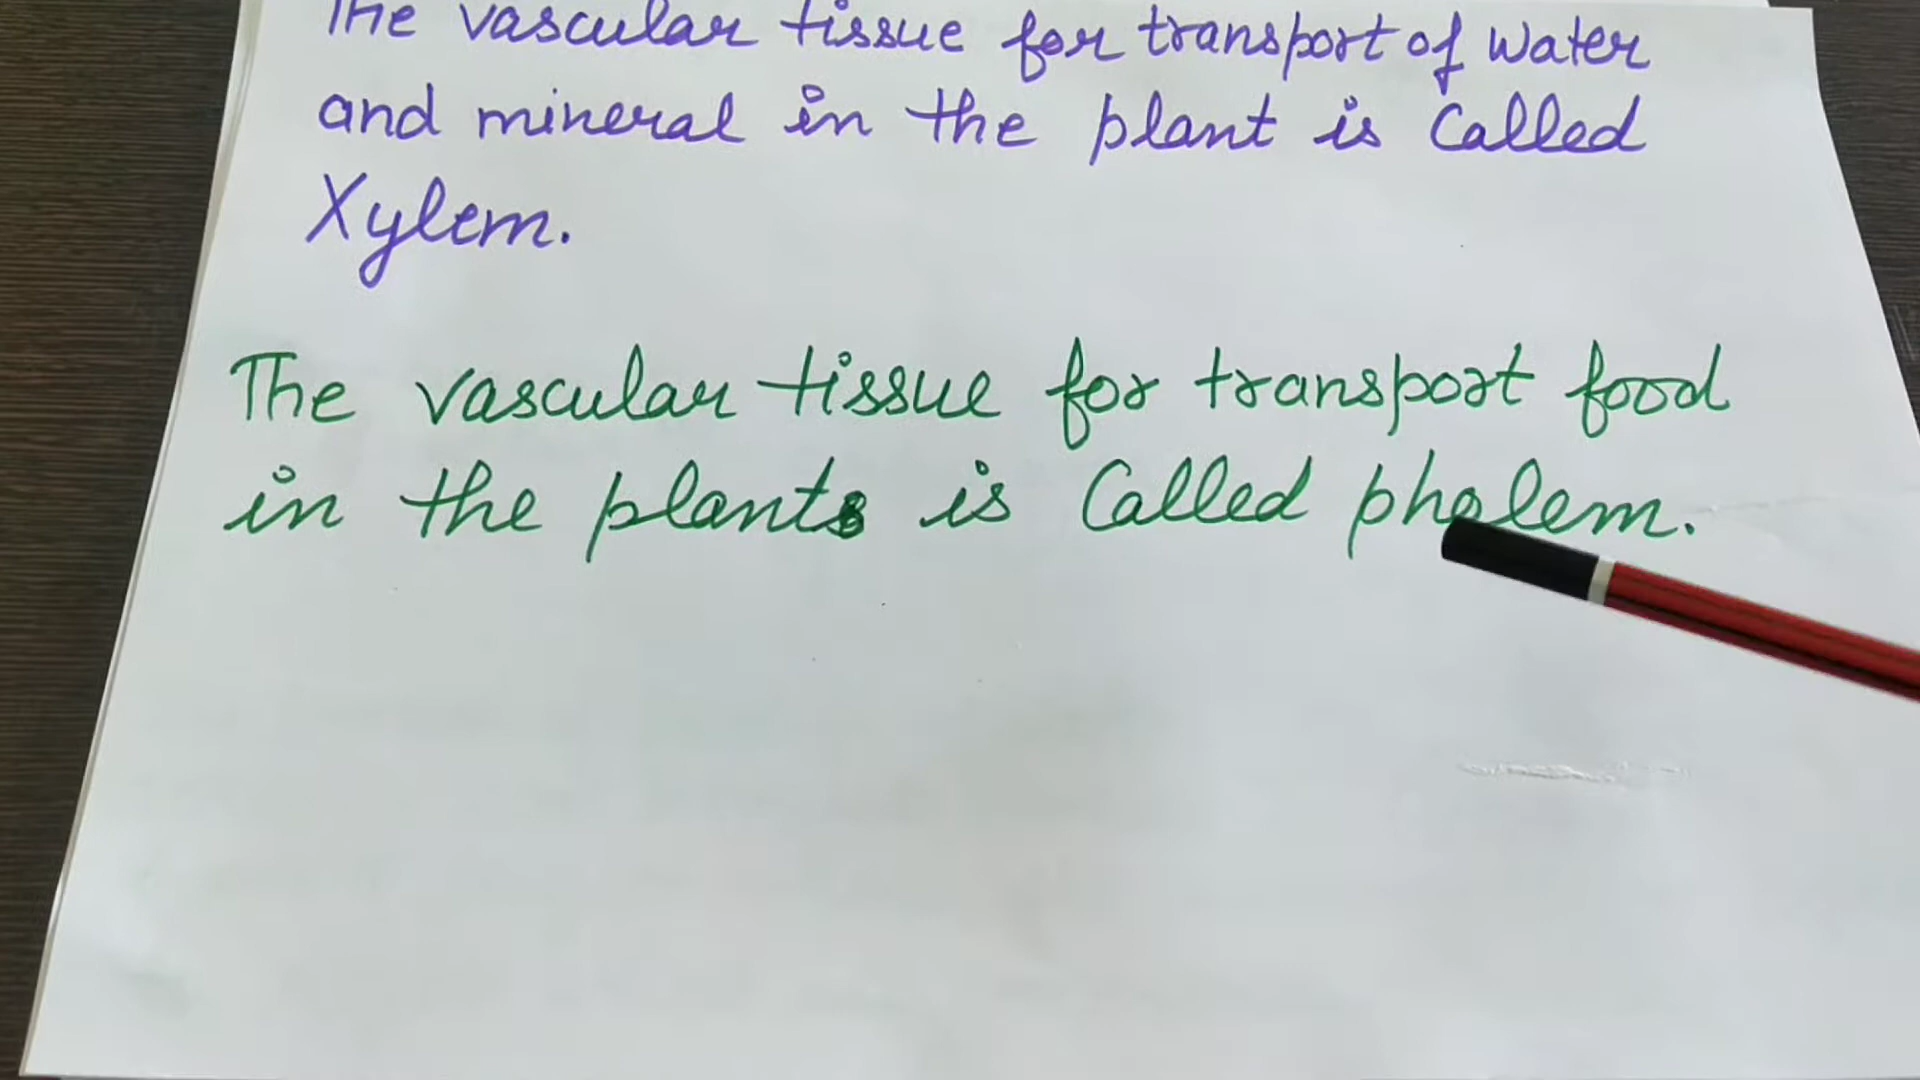 The vascular tissue for transport of water
and mineral in the plant is Called
Xylem.
The vascular tissue for transport food
in the plants is Called pholem.